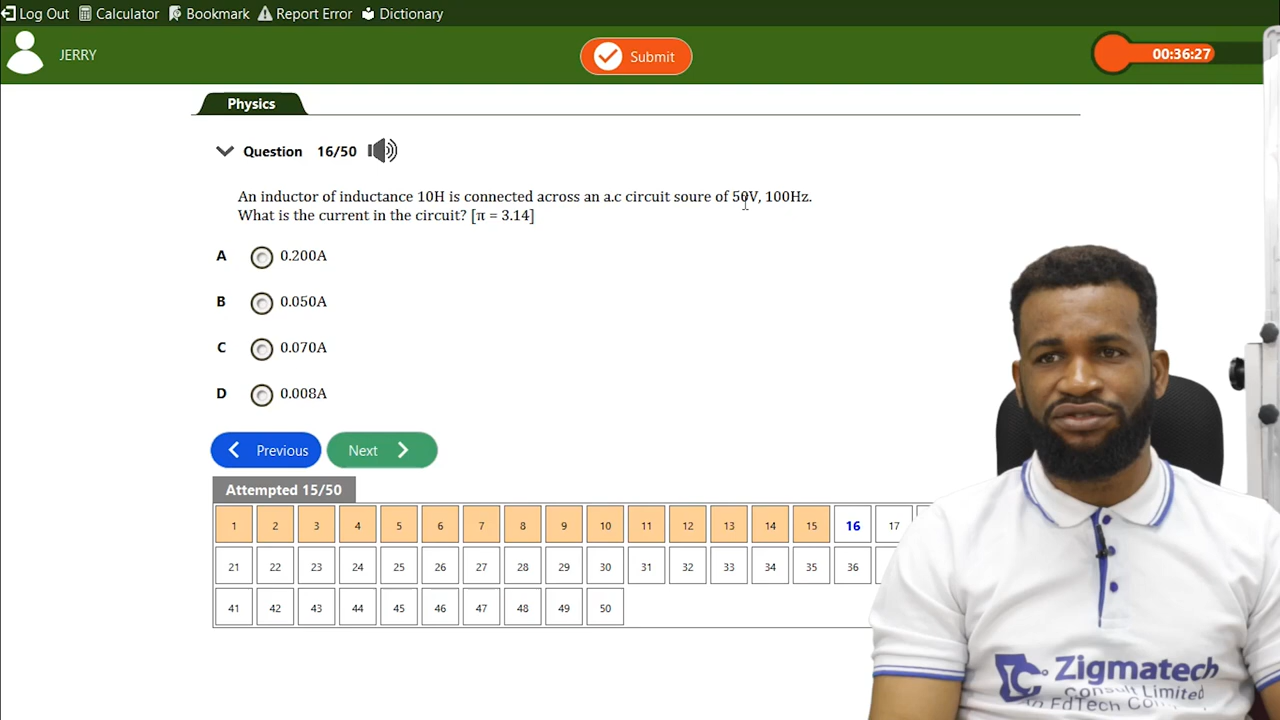 Log Out Calculator Bookmark Report Error Dictionary
JERRY
Submit
00:36:27
Physics
Question 16/50
An inductor of inductance 10H is connected across an a.c circuit soure of 50V, 100Hz.
What is the current in the circuit? [π = 3.14]
A 0.200A
B 0.050A
C 0.070A
D 0.008A
Previous Next
Attempted 15/50
1 2 3 4 5 6 7 8 9 10 11 12 13 14 15 16 17
21 22 23 24 25 26 27 28 29 30 31 32 33 34 35 36
41 42 43 44 45 46 47 48 49 50
Zigmatech
Consult Limited
An EdTech Com